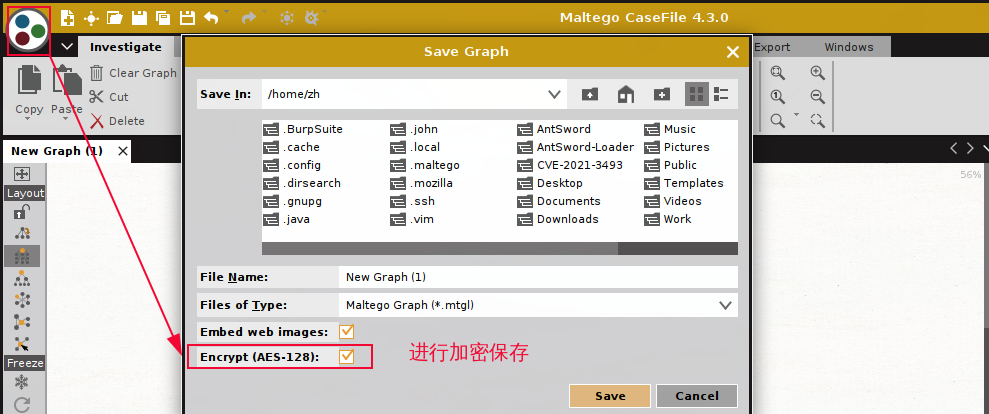 Maltego CaseFile 4.3.0
Investigate
Export
Windows
Copy
Paste
Clear Graph
Cut
Delete
New Graph (1)
56%
Layout
Freeze
Save Graph
Save In:
/home/zh
.BurpSuite
.cache
.config
.dirsearch
.gnupg
.java
.john
.local
.maltego
.mozilla
.ssh
.vim
AntSword
AntSword-Loader
CVE-2021-3493
Desktop
Documents
Downloads
Music
Pictures
Public
Templates
Videos
Work
File Name:
New Graph (1)
Files of Type:
Maltego Graph (*.mtgl)
Embed web images:
Encrypt (AES-128):
进行加密保存
Save
Cancel